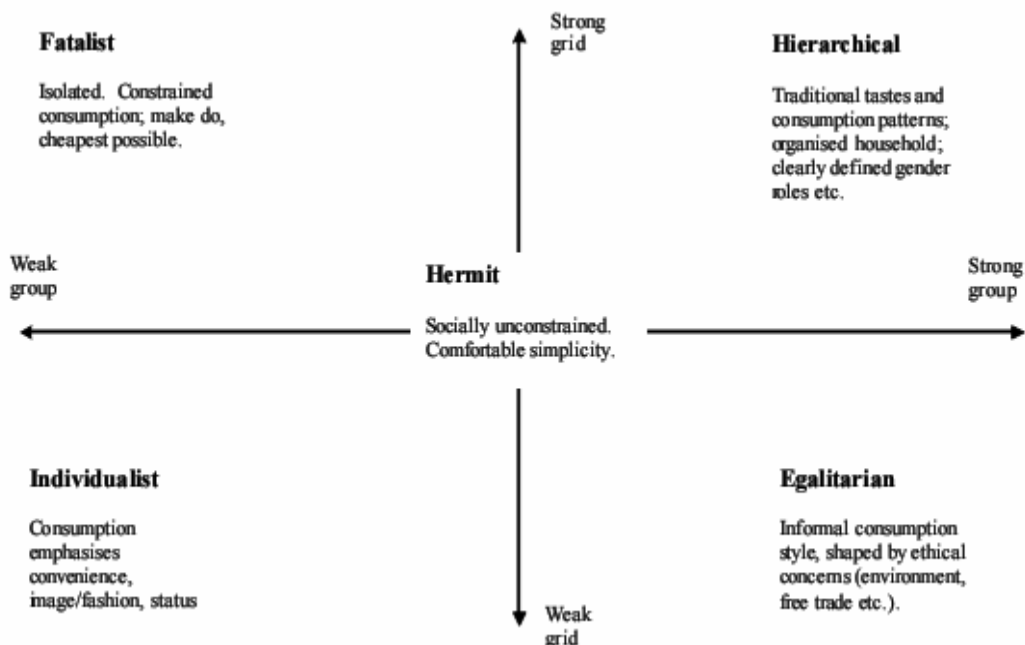 Fatalist
Isolated. Constrained
consumption; make do,
cheapest possible.
Strong
grid
Hierarchical
Traditional tastes and
consumption patterns;
organised household;
clearly defined gender
roles etc.
Weak
group
Hermit
Socially unconstrained.
Comfortable simplicity.
Strong
group
Individualist
Consumption
emphasises
convenience,
image/fashion, status
Egalitarian
Informal consumption
style, shaped by ethical
concerns (environment,
free trade etc.).
Weak
grid